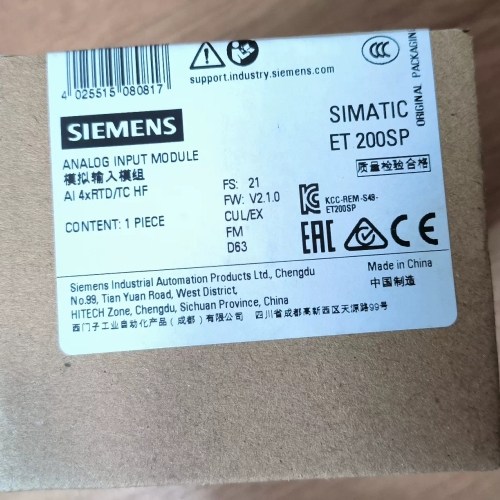 4 025515 080817
support.industry.siemens.com
ORIGINAL PACKAGIN
SIEMENS
SIMATIC
ET 200SP
质量检验合格
ANALOG INPUT MODULE
模拟输入模组
AI 4xRTD/TC HF
CONTENT: 1 PIECE
FS: 21
FW: V2.1.0
CUL/EX
FM
D63
KCC-REM-S49-
ET200SP
EAC
Made in China
中国制造
Siemens Industrial Automation Products Ltd., Chengdu
No.99, Tian Yuan Road, West District,
HITECH Zone, Chengdu, Sichuan Province, China
西门子工业自动化产品（成都）有限公司 四川省成都高新西区天源路99号